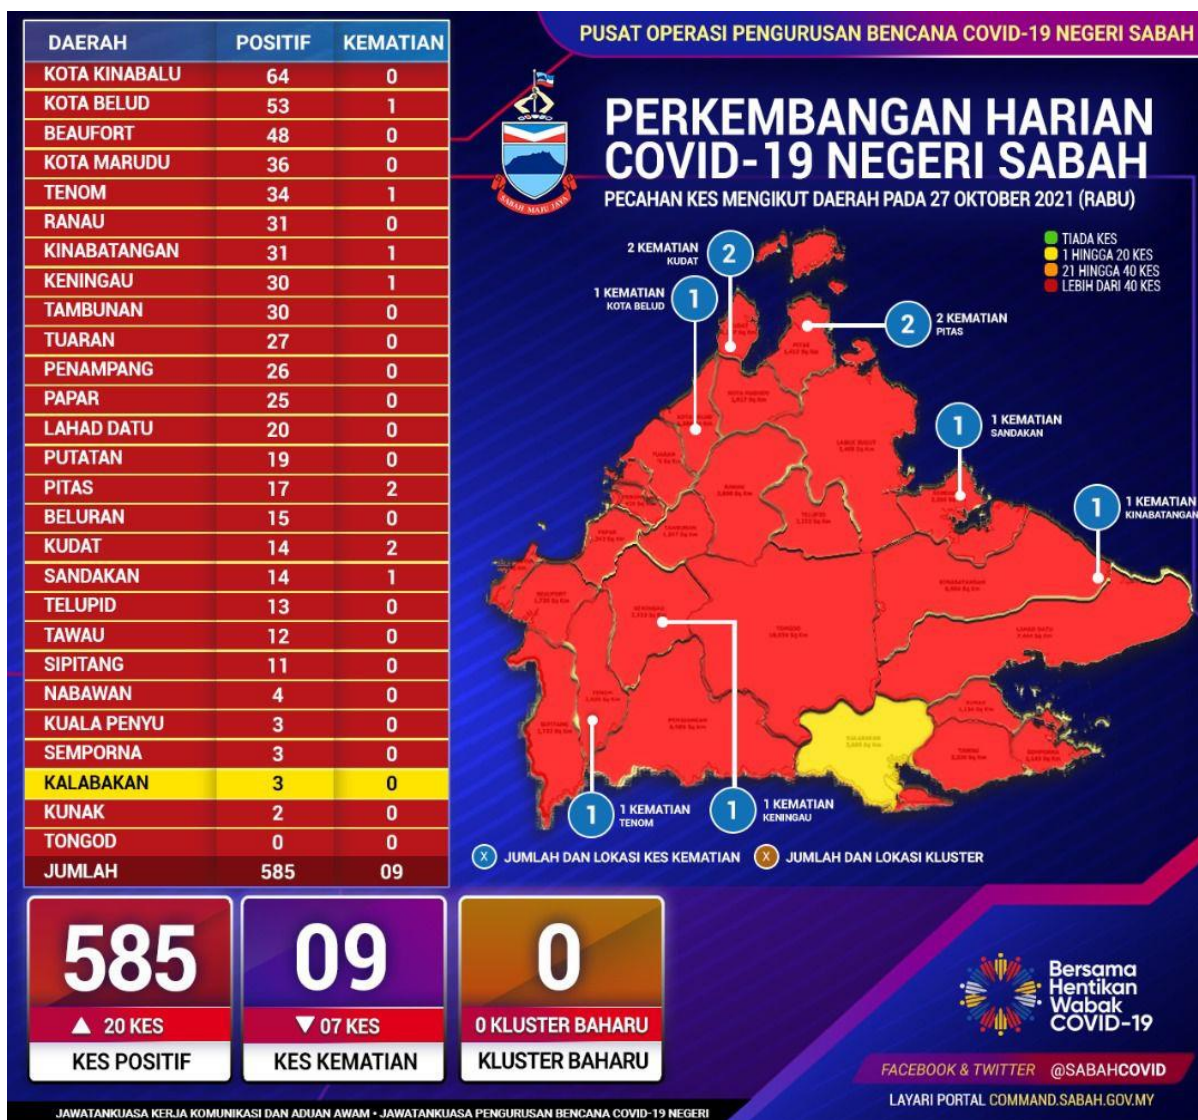 DAERAH POSITIF KEMATIAN
KOTA KINABALU 64 0
KOTA BELUD 53 1
BEAUFORT 48 0
KOTA MARUDU 36 0
TENOM 34 1
RANAU 31 0
KINABATANGAN 31 1
KENINGAU 30 1
TAMBUNAN 30 0
TUARAN 27 0
PENAMPANG 26 0
PAPAR 25 0
LAHAD DATU 20 0
PUTATAN 19 0
PITAS 17 2
BELURAN 15 0
KUDAT 14 2
SANDAKAN 14 1
TELUPID 13 0
TAWAU 12 0
SIPITANG 11 0
NABAWAN 4 0
KUALA PENYU 3 0
SEMPORNA 3 0
KALABAKAN 3 0
KUNAK 2 0
TONGOD 0 0
JUMLAH 585 09
PUSAT OPERASI PENGURUSAN BENCANA COVID-19 NEGERI SABAH
SABAH MAJU JAYA
PERKEMBANGAN HARIAN
COVID-19 NEGERI SABAH
PECAHAN KES MENGIKUT DAERAH PADA 27 OKTOBER 2021 (RABU)
TIADA KES
1 HINGGA 20 KES
21 HINGGA 40 KES
LEBIH DARI 40 KES
2 KEMATIAN
KUDAT
2
1 KEMATIAN
KOTA BELUD
1
2
2 KEMATIAN
PITAS
1
1 KEMATIAN
SANDAKAN
1
1 KEMATIAN
KINABATANGAN
1
1 KEMATIAN
TENOM
1
1 KEMATIAN
KENINGAU
X JUMLAH DAN LOKASI KES KEMATIAN
X JUMLAH DAN LOKASI KLUSTER
585
▲ 20 KES
KES POSITIF
09
▼ 07 KES
KES KEMATIAN
0
0 KLUSTER BAHARU
KLUSTER BAHARU
Bersama
Hentikan
Wabak
COVID-19
FACEBOOK & TWITTER @SABAHCOVID
LAYARI PORTAL COMMAND.SABAH.GOV.MY
JAWATANKUASA KERJA KOMUNIKASI DAN ADUAN AWAM • JAWATANKUASA PENGURUSAN BENCANA COVID-19 NEGERI